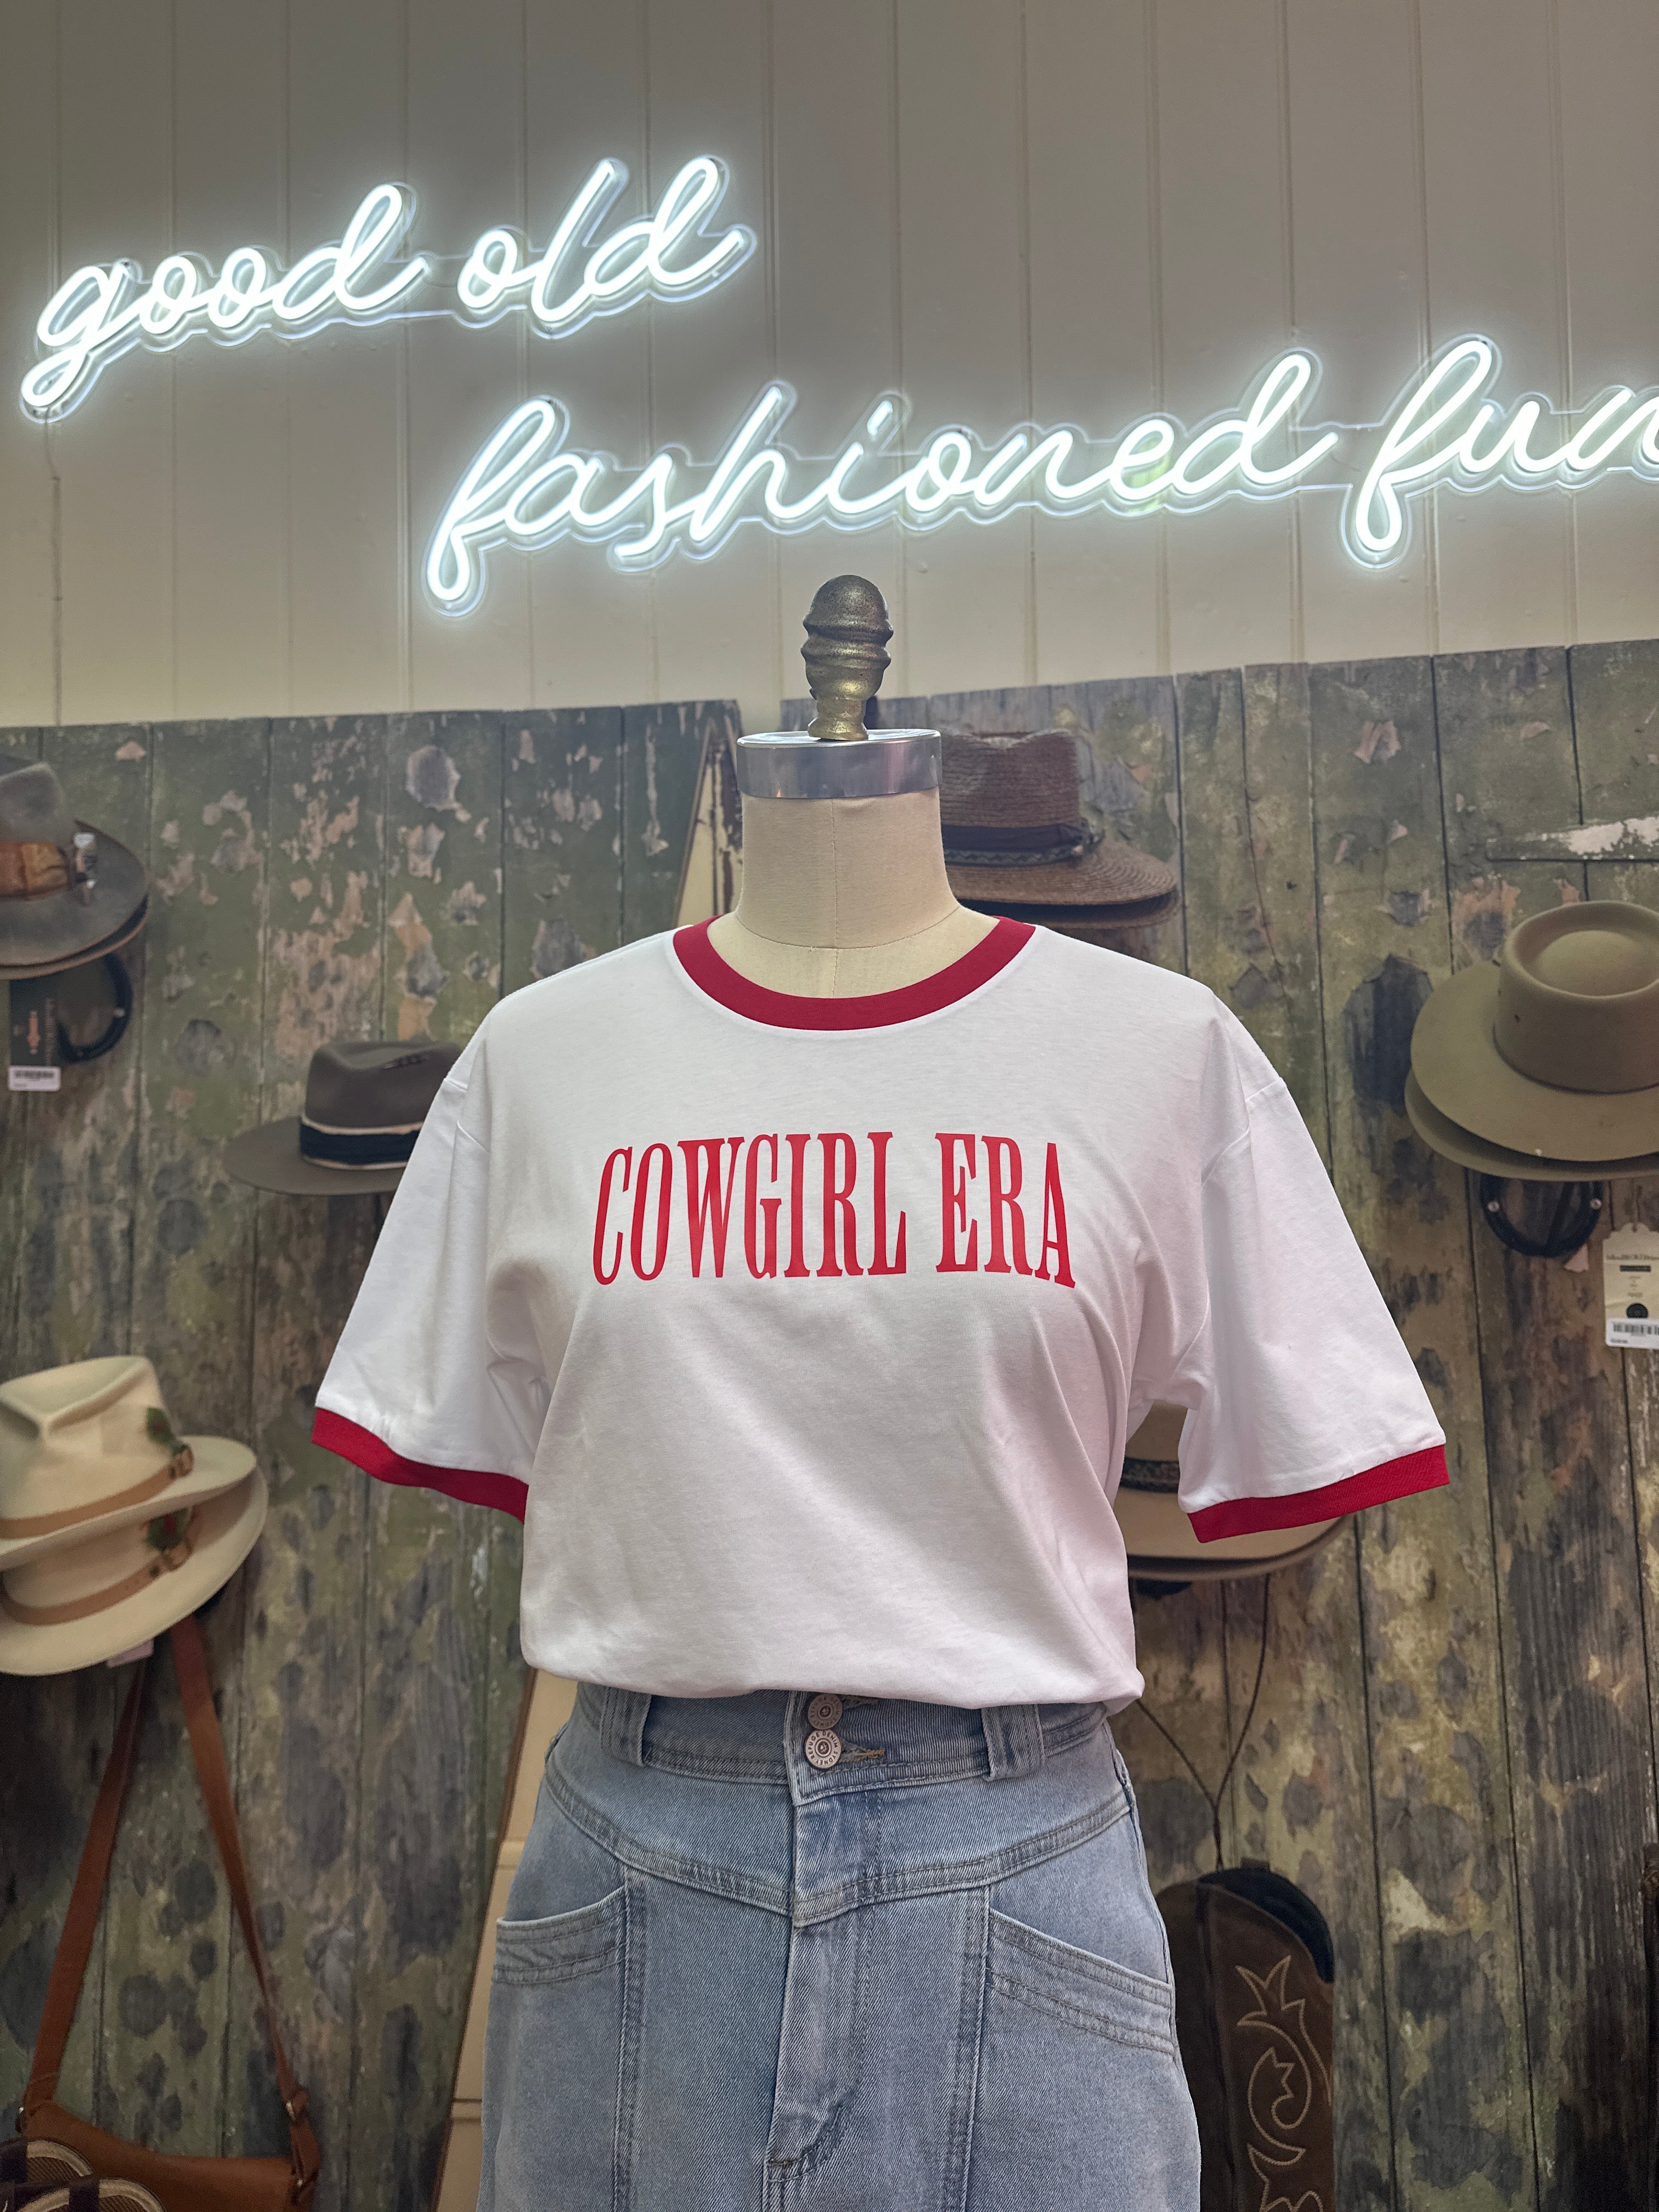 good old
fashioned fun
COWGIRL ERA